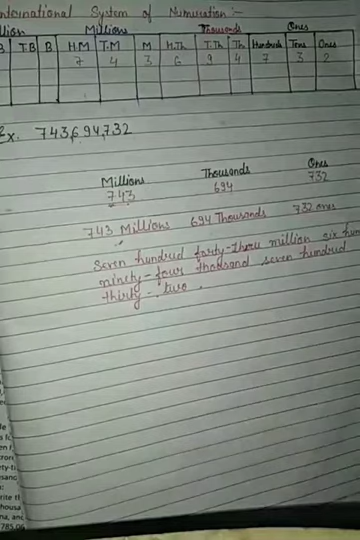 International System of Numeration:-
llion Millions Thousands Ones
B T.B B H.M T.M M H.Th T.Th Th Hundreds Tens Ones
7 4 3 6 9 4 7 3 2
Ex. 743,694,732
Millions Thousands Ones
743 694 732
743 Millions 694 Thousands 732 ones
Seven hundred forty-three million six hun
ninety-four thousand seven hundred
thirty-two.